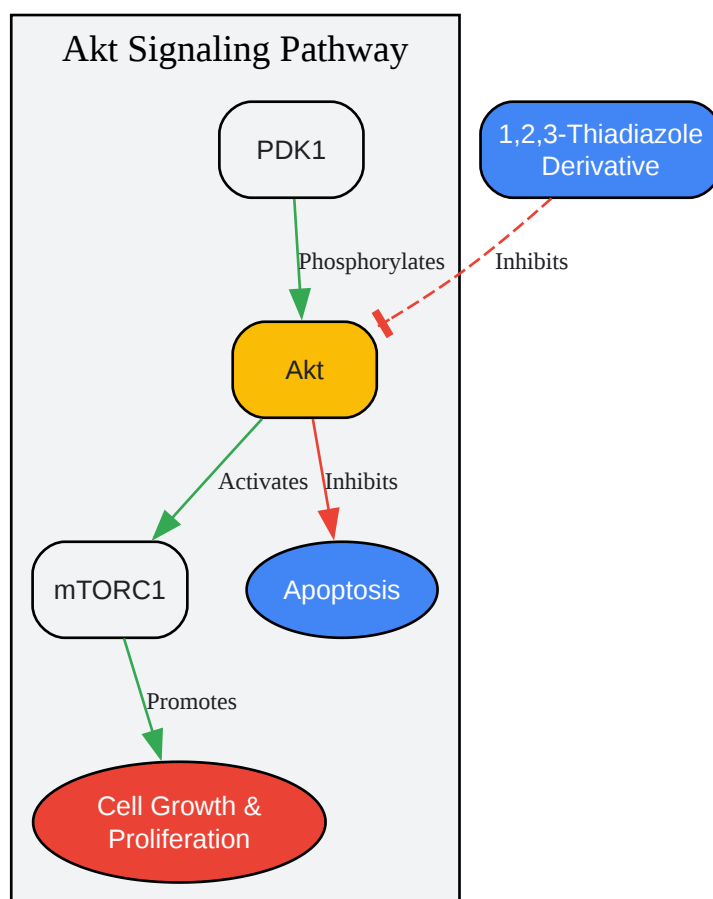 Akt Signaling Pathway
PDK1
1,2,3-Thiadiazole
Derivative
Phosphorylates
Inhibits
Akt
Activates
Inhibits
mTORC1
Apoptosis
Promotes
Cell Growth &
Proliferation